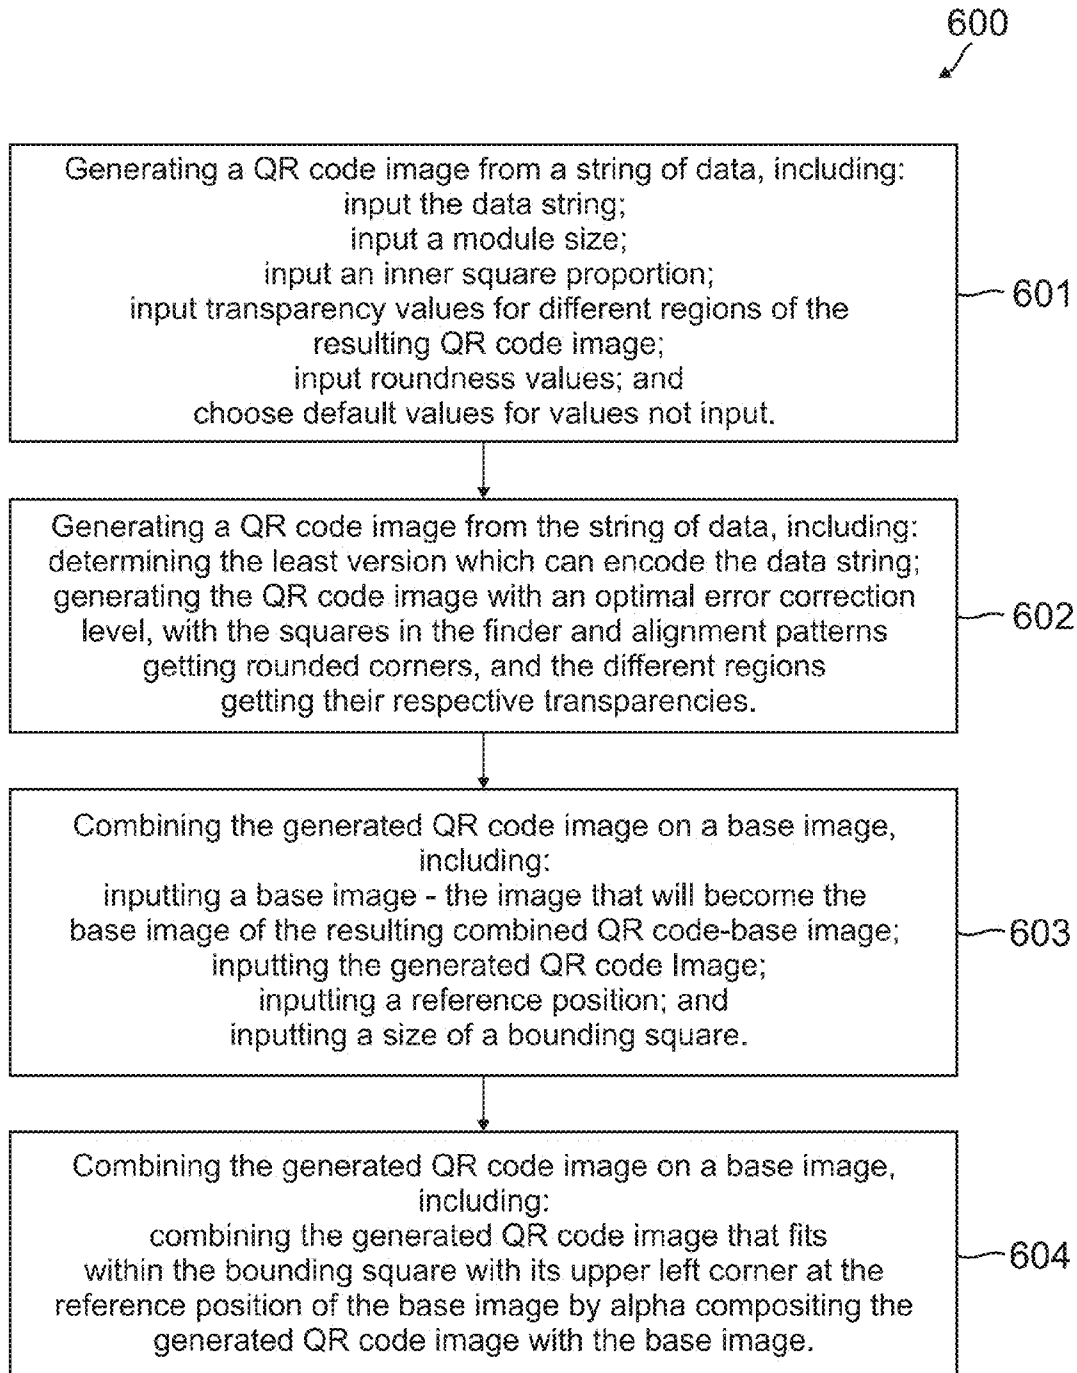 600
Generating a QR code image from a string of data, including:
input the data string;
input a module size;
input an inner square proportion;
input transparency values for different regions of the
resulting QR code image;
input roundness values; and
choose default values for values not input.
601
Generating a QR code image from the string of data, including:
determining the least version which can encode the data string;
generating the QR code image with an optimal error correction
level, with the squares in the finder and alignment patterns
getting rounded corners, and the different regions
getting their respective transparencies.
602
Combining the generated QR code image on a base image,
including:
inputting a base image - the image that will become the
base image of the resulting combined QR code-base image;
inputting the generated QR code Image;
inputting a reference position; and
inputting a size of a bounding square.
603
Combining the generated QR code image on a base image,
including:
combining the generated QR code image that fits
within the bounding square with its upper left corner at the
reference position of the base image by alpha compositing the
generated QR code image with the base image.
604